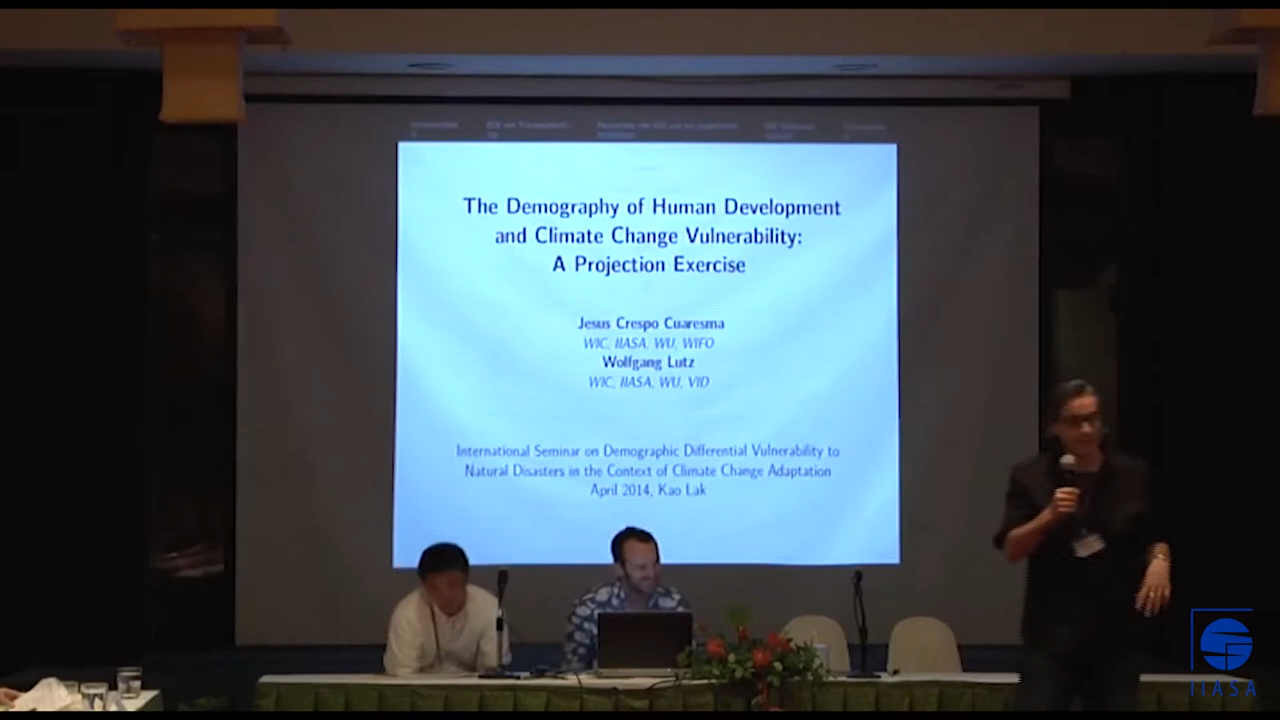 The Demography of Human Development
and Climate Change Vulnerability:
A Projection Exercise
Jesus Crespo Cuaresma
WIC, IIASA, WU, WIFO
Wolfgang Lutz
WIC, IIASA, WU, VID
International Seminar on Demographic Differential Vulnerability to
Natural Disasters in the Context of Climate Change Adaptation
April 2014, Kao Lak
IIASA